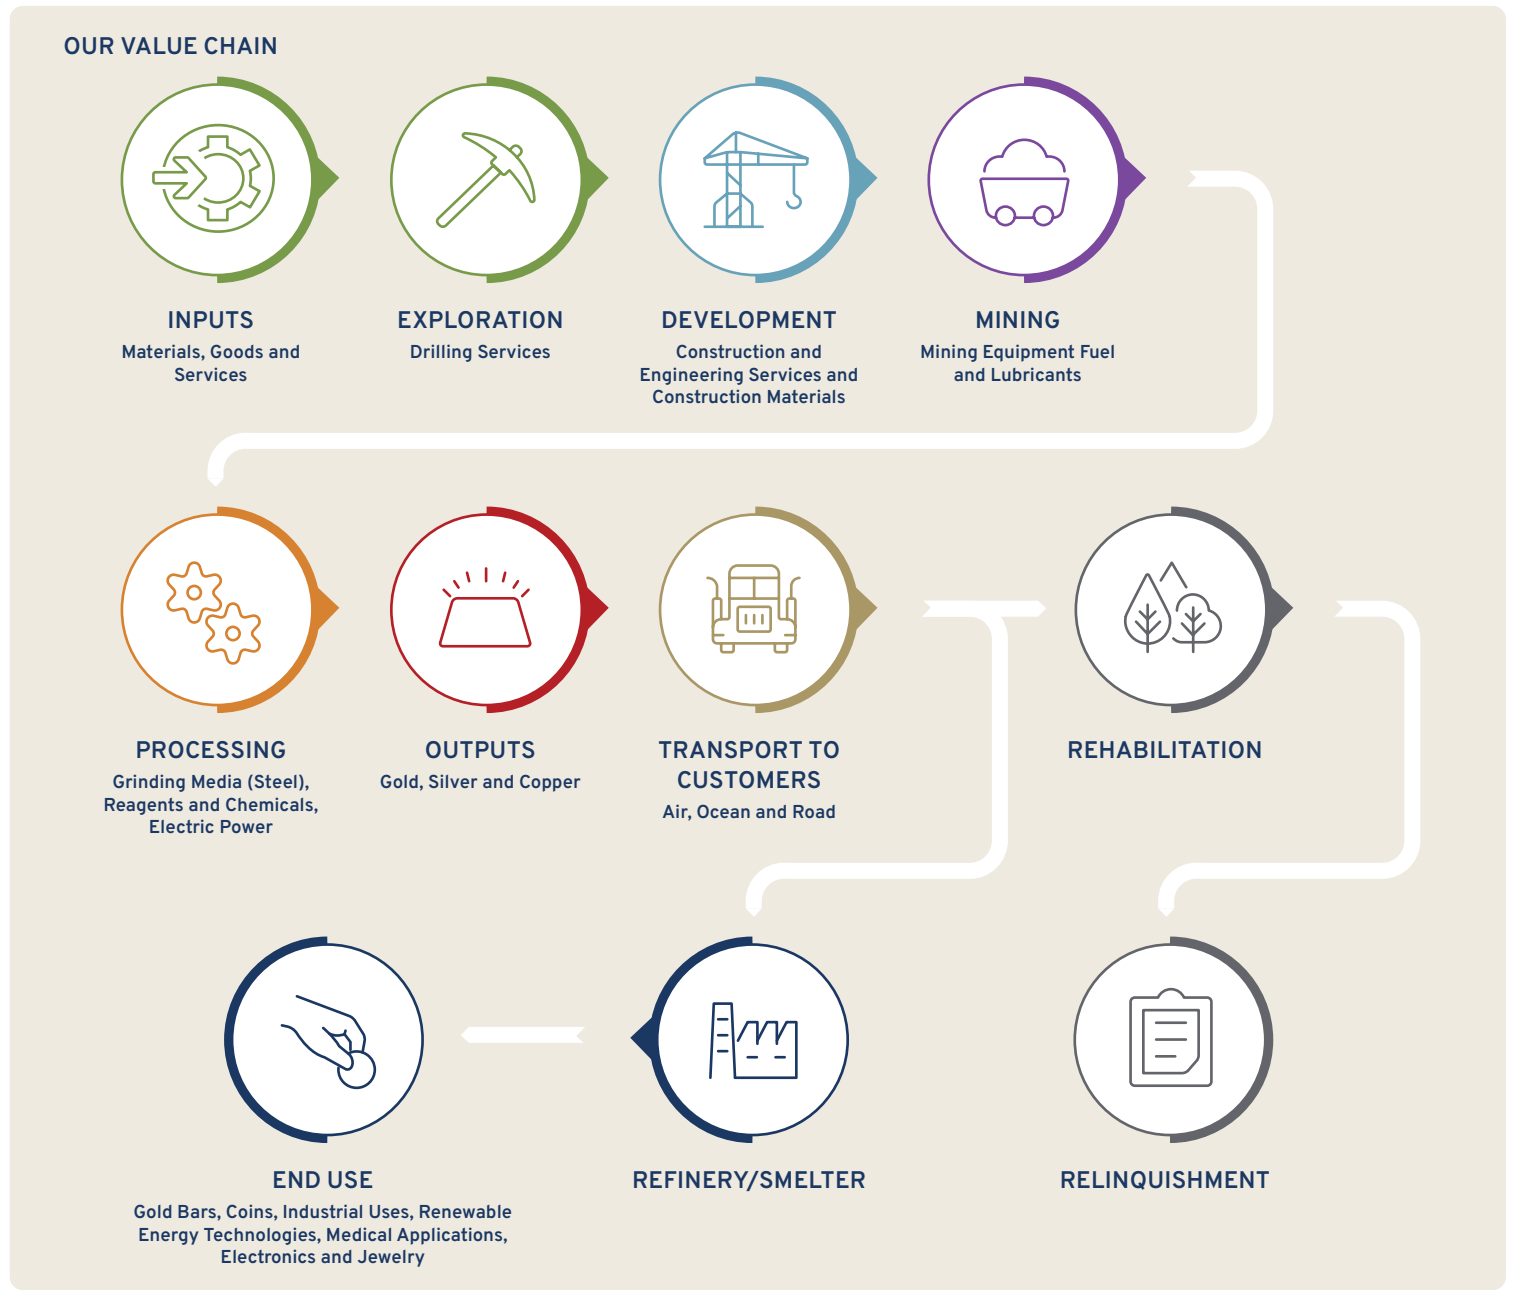 OUR VALUE CHAIN
INPUTS
Materials, Goods and
Services
EXPLORATION
Drilling Services
DEVELOPMENT
Construction and
Engineering Services and
Construction Materials
MINING
Mining Equipment Fuel
and Lubricants
PROCESSING
Grinding Media (Steel),
Reagents and Chemicals,
Electric Power
OUTPUTS
Gold, Silver and Copper
TRANSPORT TO
CUSTOMERS
Air, Ocean and Road
REHABILITATION
END USE
Gold Bars, Coins, Industrial Uses, Renewable
Energy Technologies, Medical Applications,
Electronics and Jewelry
REFINERY/SMELTER
RELINQUISHMENT